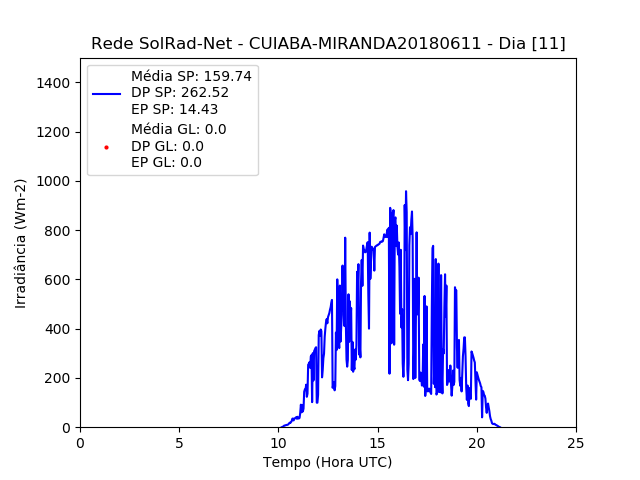 Rede SolRad-Net - CUIABA-MIRANDA20180611 - Dia [11]
Média SP: 159.74
DP SP: 262.52
EP SP: 14.43
Média GL: 0.0
DP GL: 0.0
EP GL: 0.0
Irradiância (Wm-2)
1400
1200
1000
800
600
400
200
0
0 5 10 15 20 25
Tempo (Hora UTC)